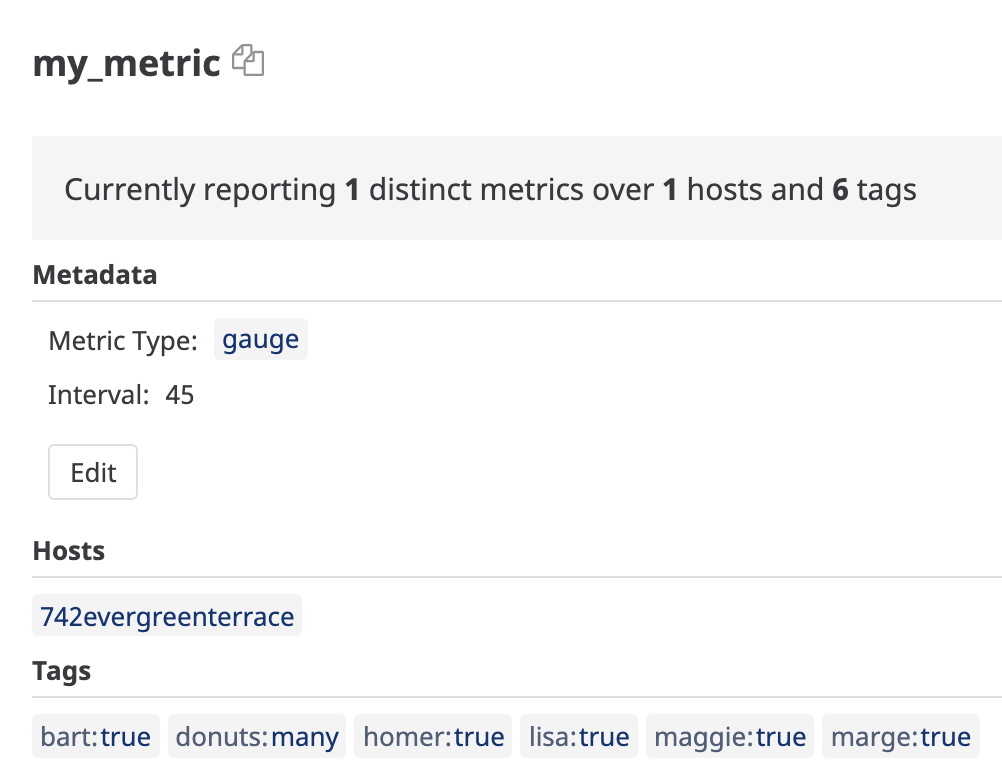 my_metric
Currently reporting 1 distinct metrics over 1 hosts and 6 tags
Metadata
Metric Type: gauge
Interval: 45
Edit
Hosts
742evergreenterrace
Tags
bart:true donuts:many homer:true lisa:true maggie:true marge:true